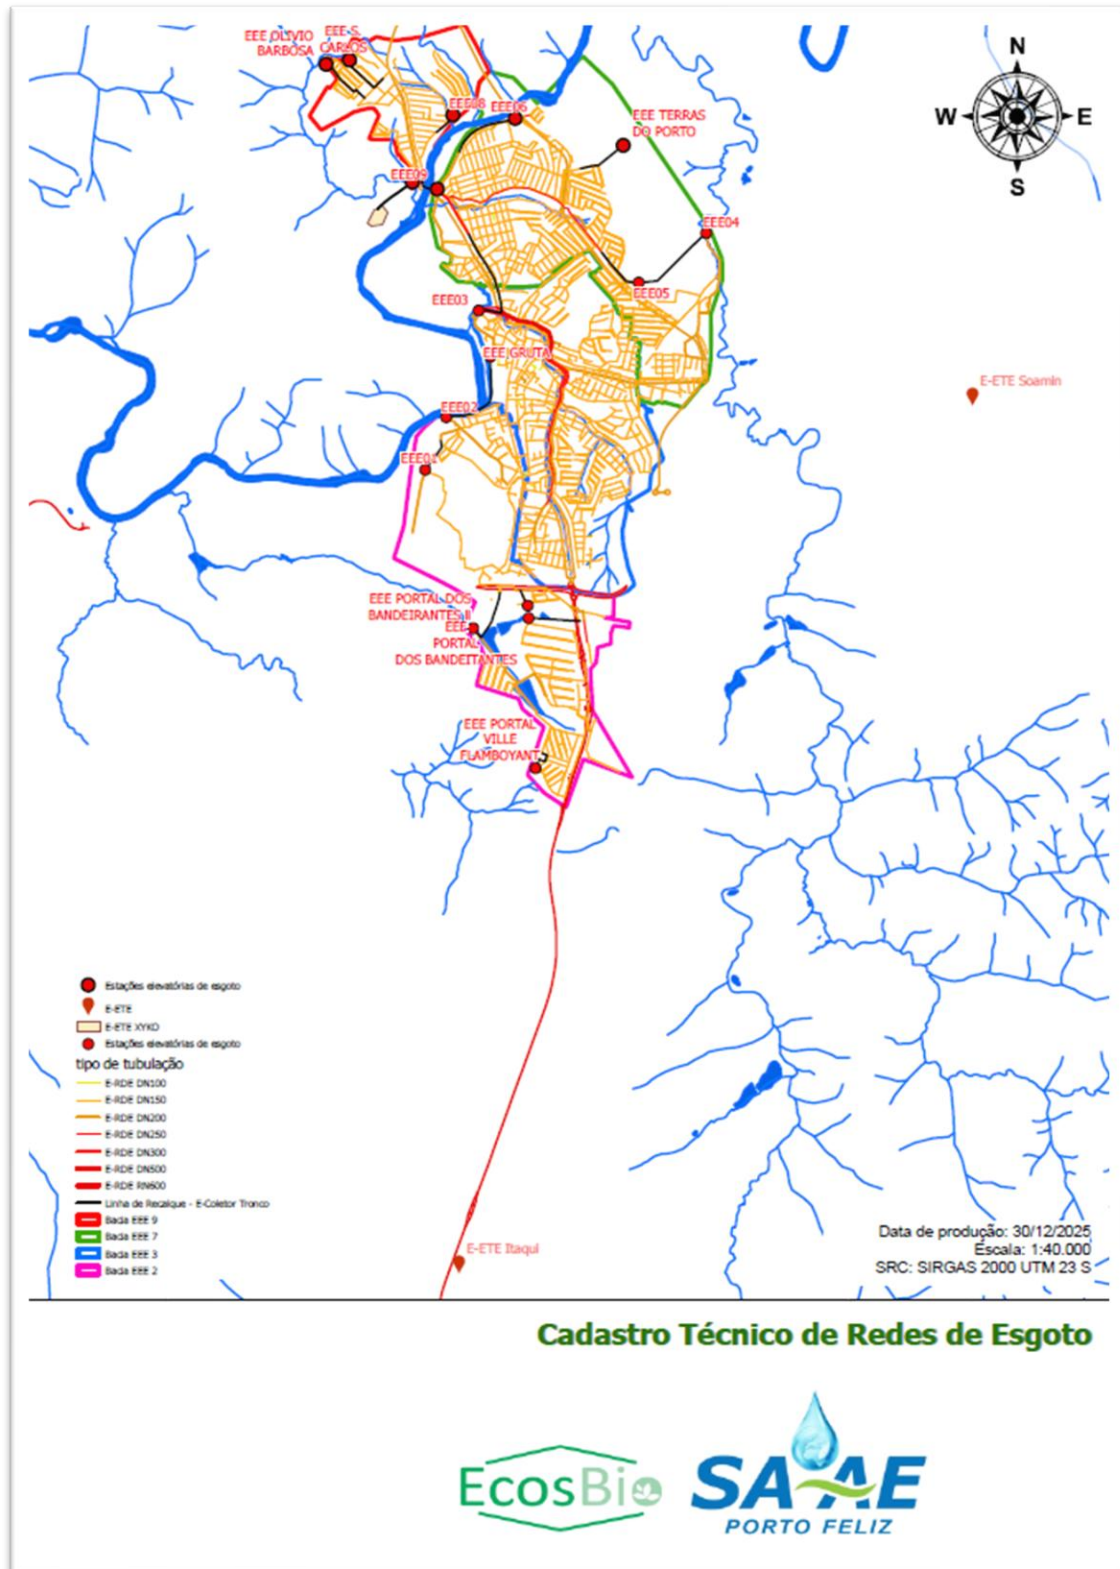 EEE OLIVIO
BARBOSA
EEE S.
CARLOS
N
W
E
S
EEE08
EEE06
EEE TERRAS
DO PORTO
EEE09
EEE04
EEE05
EEE03
EEE GRUTA
E-ETE Soamin
EEE02
EEE01
EEE PORTAL DOS
BANDEIRANTES II
EEE
PORTAL
DOS BANDEITANTES
EEE PORTAL
VILLE
FLAMBOYANT
Estações elevatórias de esgoto
E-ETE
E-ETE XYKO
Estações elevatórias de esgoto
tipo de tubulação
E-RDE DN100
E-RDE DN150
E-RDE DN200
E-RDE DN250
E-RDE DN300
E-RDE DN500
E-RDE RN600
Linha de Recalque - E-Coletor Tronco
Bacia EEE 9
Bacia EEE 7
Bacia EEE 3
Bacia EEE 2
E-ETE Itaqui
Data de produção: 30/12/2025
Escala: 1:40.000
SRC: SIRGAS 2000 UTM 23 S
Cadastro Técnico de Redes de Esgoto
EcosBio
SAAE
PORTO FELIZ